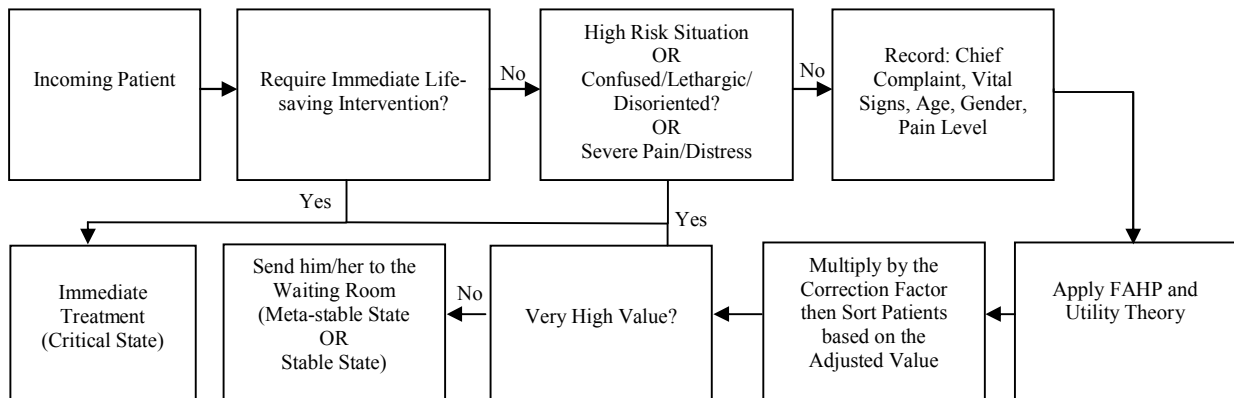 Incoming Patient
Require Immediate Life-
saving Intervention?
No
High Risk Situation
OR
Confused/Lethargic/
Disoriented?
OR
Severe Pain/Distress
No
Record: Chief
Complaint, Vital
Signs, Age, Gender,
Pain Level
Yes
Yes
Immediate
Treatment
(Critical State)
Send him/her to the
Waiting Room
(Meta-stable State
OR
Stable State)
No
Very High Value?
Multiply by the
Correction Factor
then Sort Patients
based on the
Adjusted Value
Apply FAHP and
Utility Theory